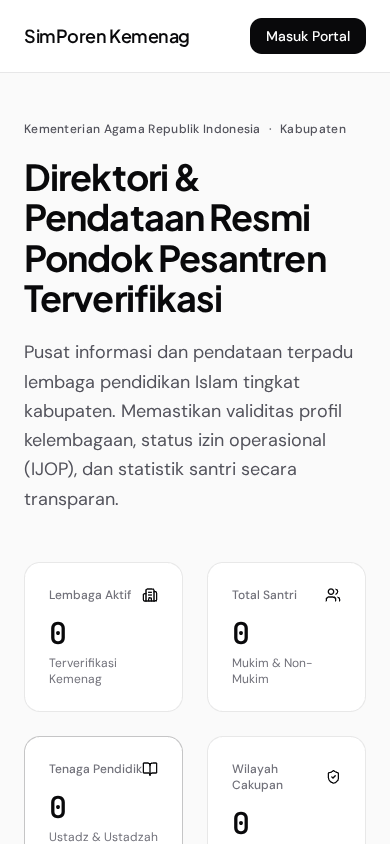 SimPoren Kemenag
Masuk Portal
Kementerian Agama Republik Indonesia · Kabupaten
Direktori &
Pendataan Resmi
Pondok Pesantren
Terverifikasi
Pusat informasi dan pendataan terpadu
lembaga pendidikan Islam tingkat
kabupaten. Memastikan validitas profil
kelembagaan, status izin operasional
(IJOP), dan statistik santri secara
transparan.
Lembaga Aktif
0
Terverifikasi
Kemenag
Total Santri
0
Mukim & Non-
Mukim
Tenaga Pendidik
0
Ustadz & Ustadzah
Wilayah
Cakupan
0